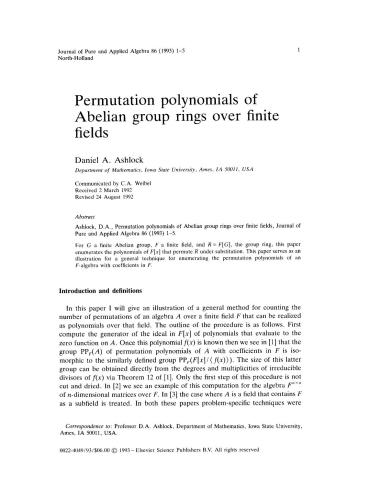 Journal of Pure and Applied Algebra 86 (1993) 1–5
1
North-Holland
Permutation polynomials of
Abelian group rings over finite
fields
Daniel A. Ashlock
Department of Mathematics, Iowa State University, Ames, IA 50011, USA
Communicated by C.A. Weibel
Received 2 March 1992
Revised 24 August 1992
Abstract
Ashlock, D.A., Permutation polynomials of Abelian group rings over finite fields, Journal of
Pure and Applied Algebra 86 (1993) 1–5.
For G a finite Abelian group, F a finite field, and R = F[G], the group ring, this paper
enumerates the polynomials of F[x] that permute R under substitution. This paper serves as an
illustration for a general technique for enumerating the permutation polynomials of an
F-algebra with coefficients in F.
Introduction and definitions
In this paper I will give an illustration of a general method for counting the
number of permutations of an algebra A over a finite field F that can be realized
as polynomials over that field. The outline of the procedure is as follows. First
compute the generator of the ideal in F[x] of polynomials that evaluate to the
zero function on A. Once this polynomial f(x) is known then we see in [1] that the
group PP_F(A) of permutation polynomials of A with coefficients in F is iso-
morphic to the similarly defined group PP_F(F[x]/(f(x))). The size of this latter
group can be obtained directly from the degrees and multiplicities of irreducible
divisors of f(x) via Theorem 12 of [1]. Only the first step of this procedure is not
cut and dried. In [2] we see an example of this computation for the algebra F^{n×n}
of n-dimensional matrices over F. In [3] the case where A is a field that contains F
as a subfield is treated. In both these papers problem-specific techniques were
Correspondence to: Professor D.A. Ashlock, Department of Mathematics, Iowa State University,
Ames, IA 50011, USA.
0022-4049/93/$06.00 © 1993 – Elsevier Science Publishers B.V. All rights reserved